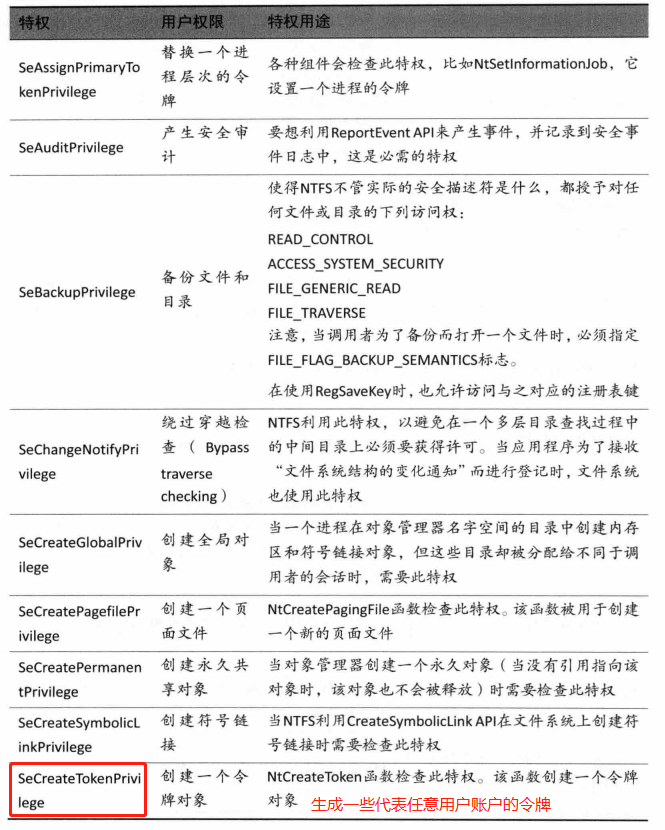 特权 用户权限 特权用途
SeAssignPrimaryTo
kenPrivilege
替换一个进
程层次的令
牌
各种组件会检查此特权，比如NtSetInformationJob，它
设置一个进程的令牌
SeAuditPrivilege
产生安全审
计
要想利用ReportEvent API来产生事件，并记录到安全事
件日志中，这是必需的特权
SeBackupPrivilege
备份文件和
目录
使得NTFS不管实际的安全描述符是什么，都授予对任
何文件或目录的下列访问权：
READ_CONTROL
ACCESS_SYSTEM_SECURITY
FILE_GENERIC_READ
FILE_TRAVERSE
注意，当调用者为了备份而打开一个文件时，必须指定
FILE_FLAG_BACKUP_SEMANTICS标志。
在使用RegSaveKey时，也允许访问与之对应的注册表键
SeChangeNotifyPri
vilege
绕过穿越检
查（Bypass
traverse
checking）
NTFS利用此特权，以避免在一个多层目录查找过程中
的中间目录上必须要获得许可。当应用程序为了接收
“文件系统结构的变化通知”而进行登记时，文件系统
也使用此特权
SeCreateGlobalPriv
ilege
创建全局对
象
当一个进程在对象管理器名字空间的目录中创建内存
区和符号链接对象，但这些目录却被分配给不同于调
用者的会话时，需要此特权
SeCreatePagefilePr
ivilege
创建一个页
面文件
NtCreatePagingFile函数检查此特权。该函数被用于创建
一个新的页面文件
SeCreatePermanen
tPrivilege
创建永久共
享对象
当对象管理器创建一个永久对象（当没有引用指向该
对象时，该对象也不会被释放）时需要检查此特权
SeCreateSymbolicL
inkPrivilege
创建符号链
接
当NTFS利用CreateSymbolicLink API在文件系统上创建符
号链接时需要检查此特权
SeCreateTokenPrivi
lege
创建一个令
牌对象
NtCreateToken函数检查此特权。该函数创建一个令牌
对象 生成一些代表任意用户账户的令牌